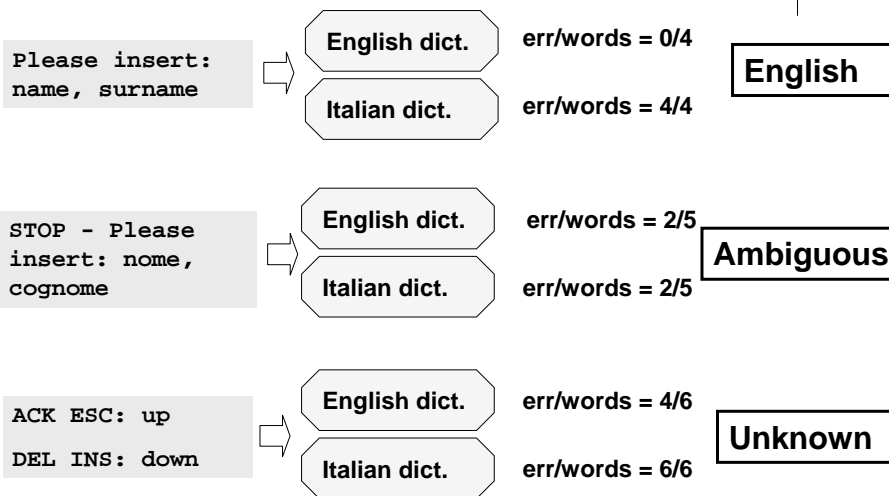 Please insert:
name, surname
English dict.
err/words = 0/4
Italian dict.
err/words = 4/4
English
STOP - Please
insert: nome,
cognome
English dict.
err/words = 2/5
Italian dict.
err/words = 2/5
Ambiguous
ACK ESC: up
DEL INS: down
English dict.
err/words = 4/6
Italian dict.
err/words = 6/6
Unknown